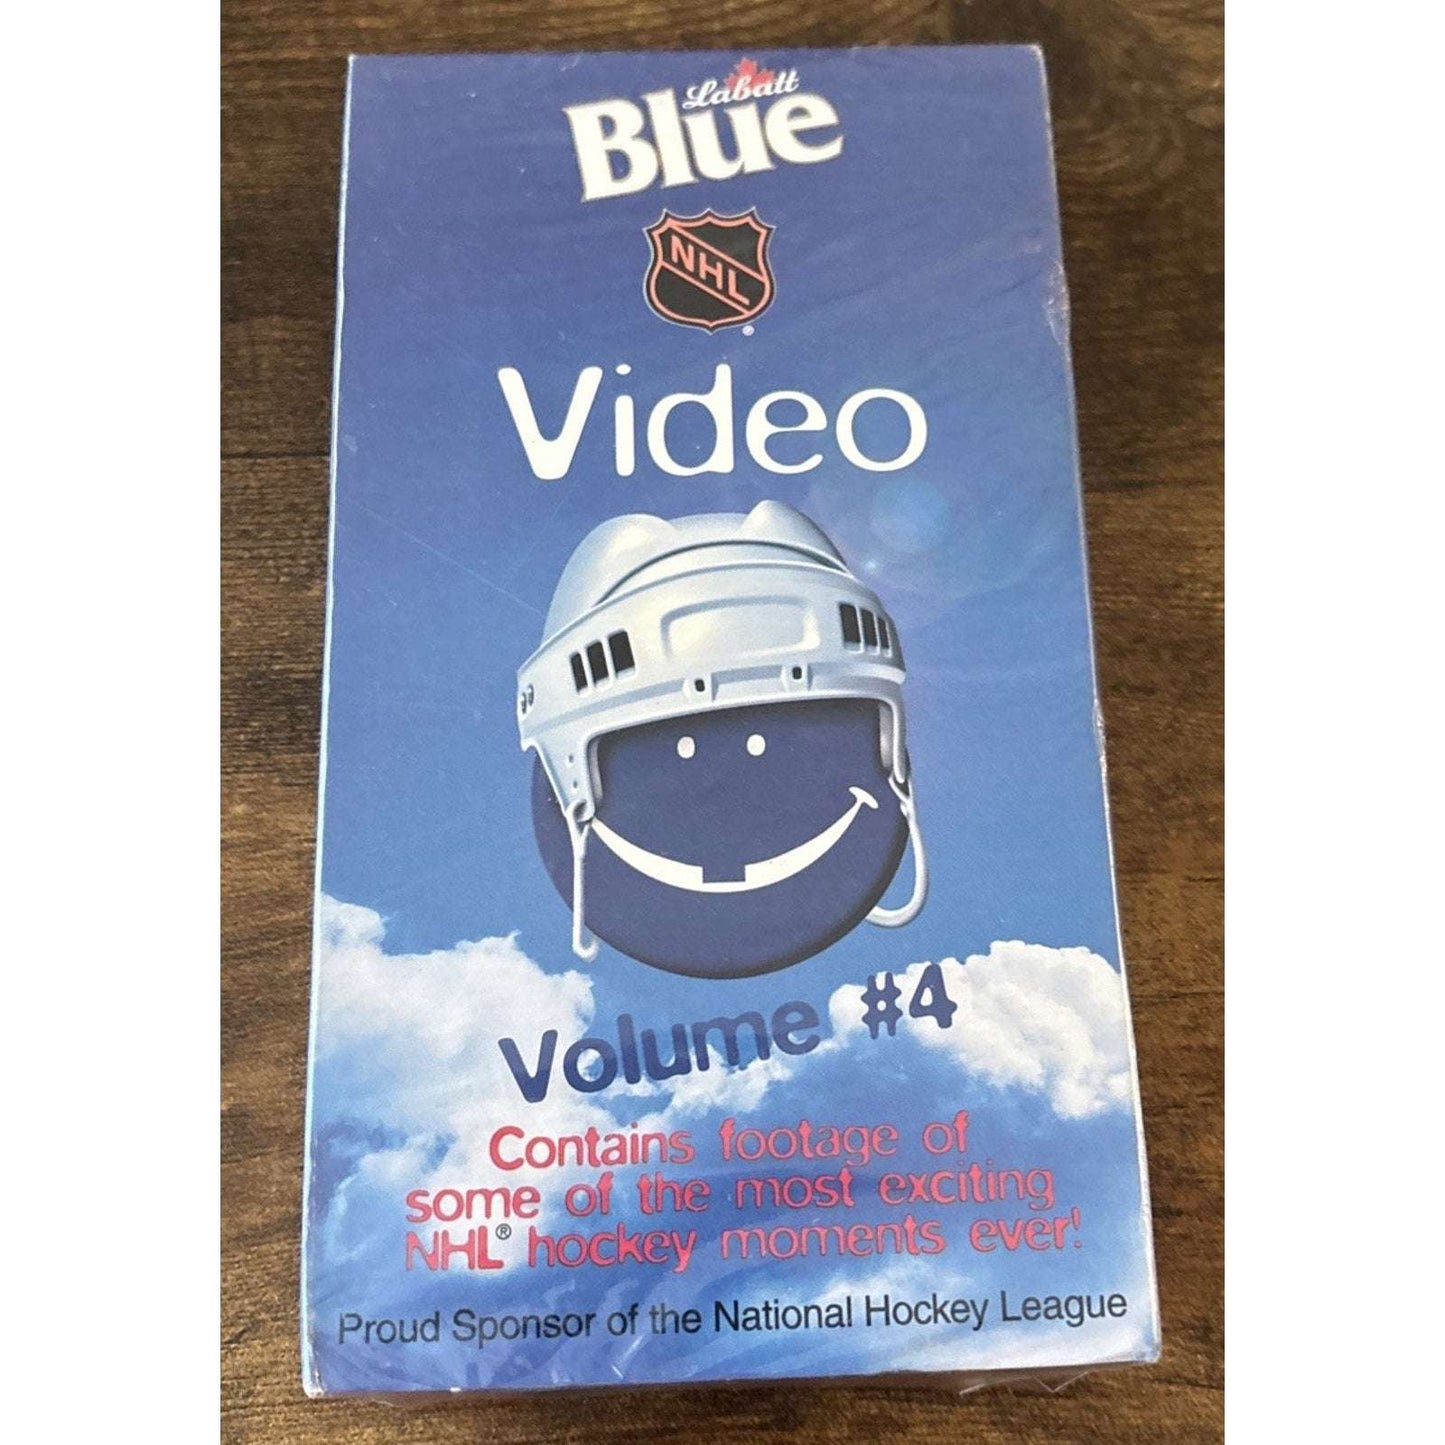 Labatt
Blue
NHL
®
Video
Volume #4
Contains footage of
some of the most exciting
NHL® hockey moments ever!
Proud Sponsor of the National Hockey League